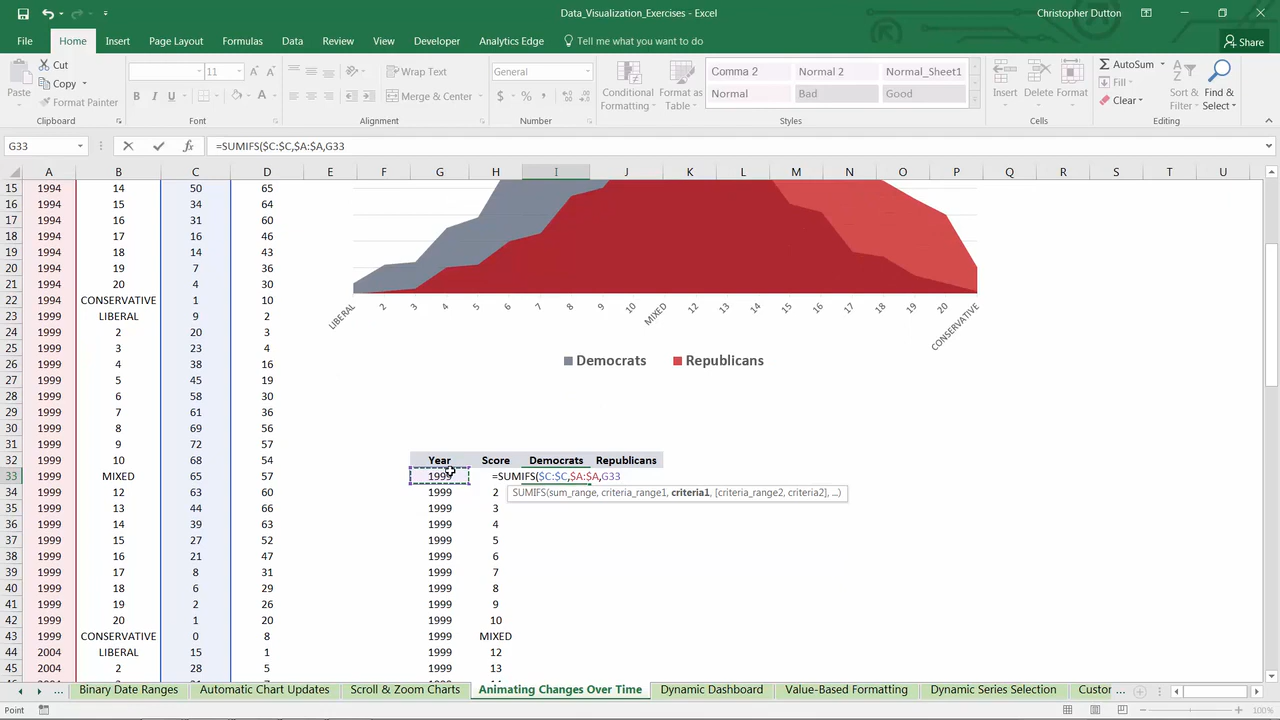 Data_Visualization_Exercises - Excel
Christopher Dutton
File Home Insert Page Layout Formulas Data Review View Developer Analytics Edge Tell me what you want to do Share
Paste Cut Copy Format Painter
11
B I U
Wrap Text
Merge & Center
General
$ % ,
Conditional Formatting Format as Table
Comma 2 Normal 2 Normal_Sheet1
Normal Bad Good
Insert Delete Format
AutoSum Fill Clear
Sort & Filter Find & Select
Clipboard Font Alignment Number Styles Cells Editing
G33 fx =SUMIFS($C:$C,$A:$A,G33
A B C D E F G H I J K L M N O P Q R S T U
15 1994 14 50 65
16 1994 15 34 64
17 1994 16 31 60
18 1994 17 16 46
19 1994 18 14 43
20 1994 19 7 36
21 1994 20 4 30
22 1994 CONSERVATIVE 1 10
23 1999 LIBERAL 9 2
24 1999 2 20 3
25 1999 3 23 4
26 1999 4 38 16
27 1999 5 45 19
28 1999 6 58 30
29 1999 7 61 36
30 1999 8 69 56
31 1999 9 72 57
32 1999 10 68 54
33 1999 MIXED 65 57
34 1999 12 63 60
35 1999 13 44 66
36 1999 14 39 63
37 1999 15 27 52
38 1999 16 21 47
39 1999 17 8 31
40 1999 18 6 29
41 1999 19 2 26
42 1999 20 1 20
43 1999 CONSERVATIVE 0 8
44 2004 LIBERAL 15 1
45 2004 2 28 5
LIBERAL 2 3 4 5 6 7 8 9 10 MIXED 12 13 14 15 16 17 18 19 20 CONSERVATIVE
Democrats Republicans
Year Score Democrats Republicans
1999 =SUMIFS($C:$C,$A:$A,G33
SUMIFS(sum_range, criteria_range1, criteria1, [criteria_range2, criteria2], ...)
1999 2
1999 3
1999 4
1999 5
1999 6
1999 7
1999 8
1999 9
1999 10
1999 MIXED
1999 12
1999 13
... Binary Date Ranges Automatic Chart Updates Scroll & Zoom Charts Animating Changes Over Time Dynamic Dashboard Value-Based Formatting Dynamic Series Selection Custor ...
Point 100%